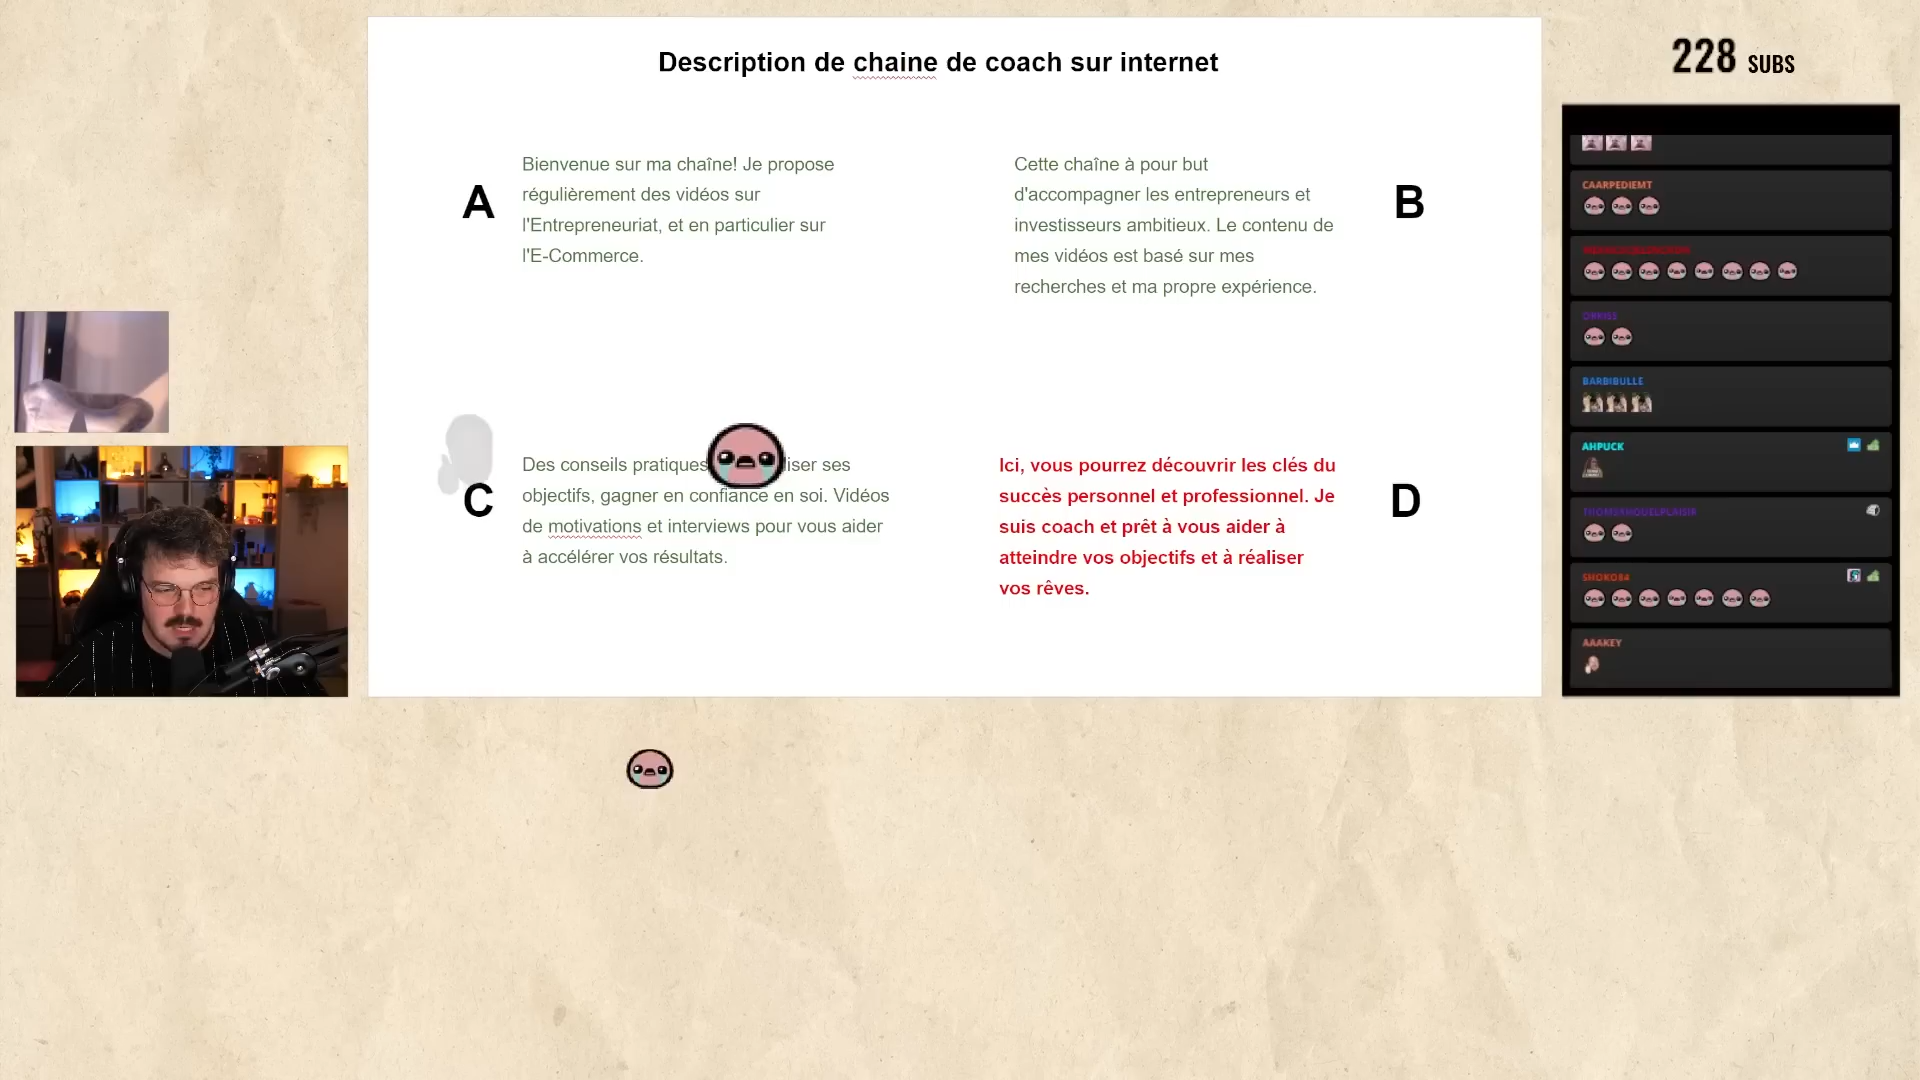 Description de chaine de coach sur internet
228 SUBS
A
Bienvenue sur ma chaîne! Je propose
régulièrement des vidéos sur
l'Entrepreneuriat, et en particulier sur
l'E-Commerce.
Cette chaîne à pour but
d'accompagner les entrepreneurs et
investisseurs ambitieux. Le contenu de
mes vidéos est basé sur mes
recherches et ma propre expérience.
B
C
Des conseils pratiques
iser ses
objectifs, gagner en confiance en soi. Vidéos
de motivations et interviews pour vous aider
à accélérer vos résultats.
Ici, vous pourrez découvrir les clés du
succès personnel et professionnel. Je
suis coach et prêt à vous aider à
atteindre vos objectifs et à réaliser
vos rêves.
D
CAARPEDIEMT
BARBIBULLE
AHPUCK
SHOKO84
AAAKEY